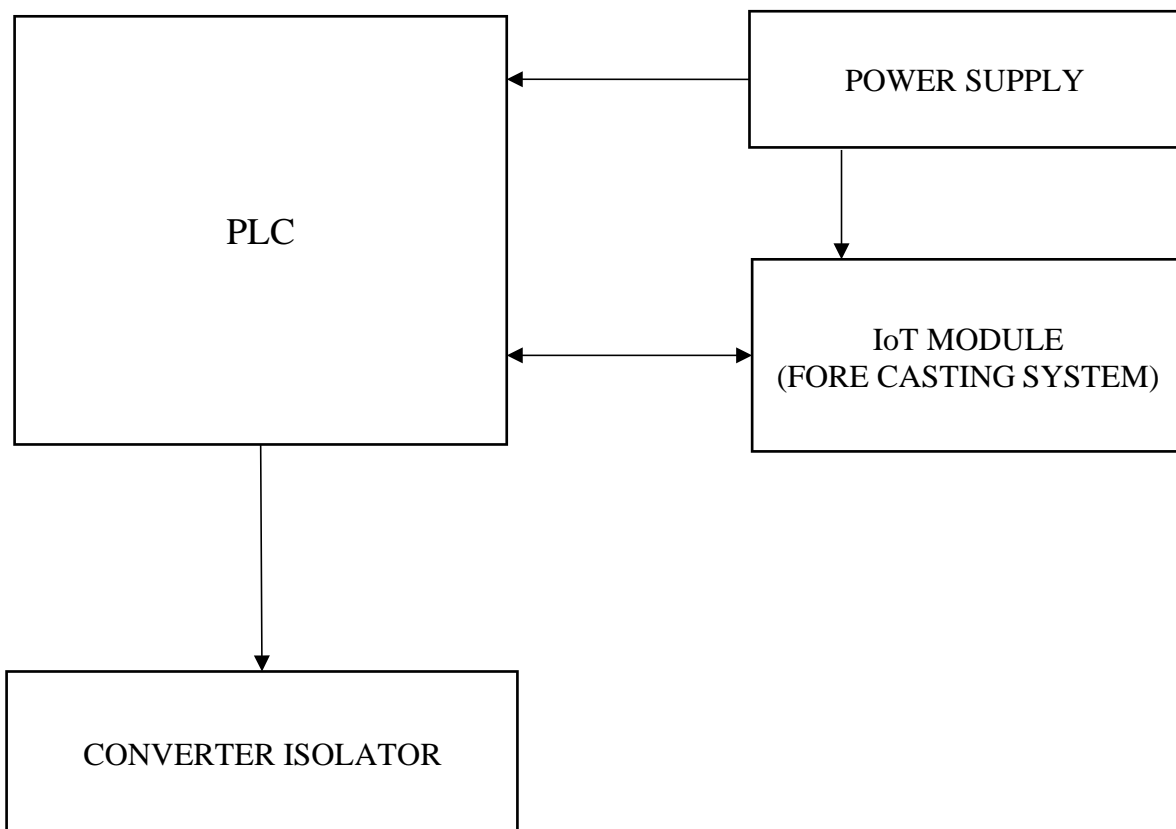 POWER SUPPLY
PLC
IoT MODULE
(FORE CASTING SYSTEM)
CONVERTER ISOLATOR